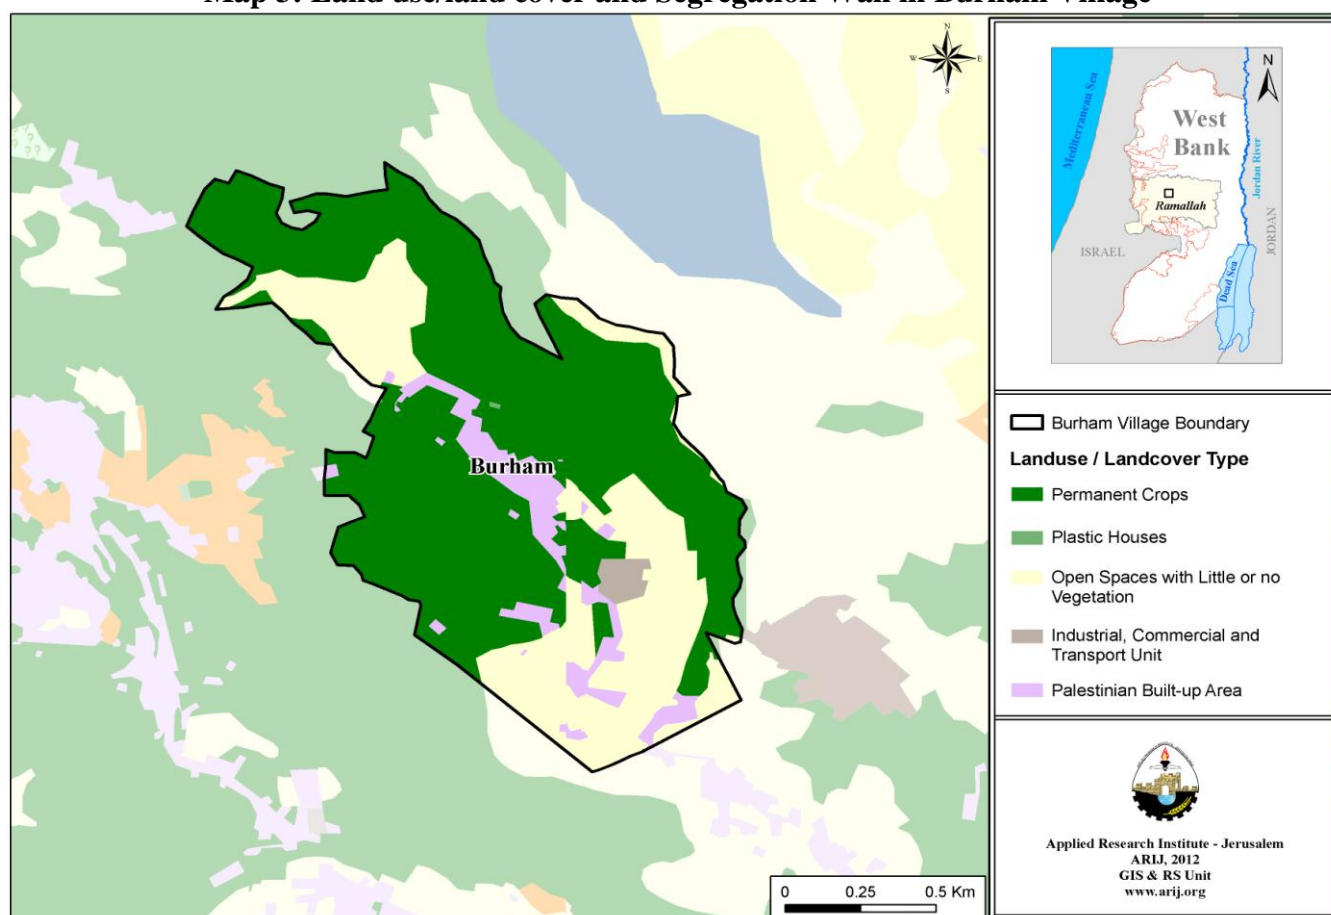 Map 3: Land use/land cover and Segregation Wall in Burham Village
N
W
E
S
Burham
0 0.25 0.5 Km
N
Mediterranean Sea
West
Bank
Jordan River
Ramallah
ISRAEL
JORDAN
Dead Sea
Burham Village Boundary
Landuse / Landcover Type
Permanent Crops
Plastic Houses
Open Spaces with Little or no
Vegetation
Industrial, Commercial and
Transport Unit
Palestinian Built-up Area
Applied Research Institute - Jerusalem
ARIJ, 2012
GIS & RS Unit
www.arij.org